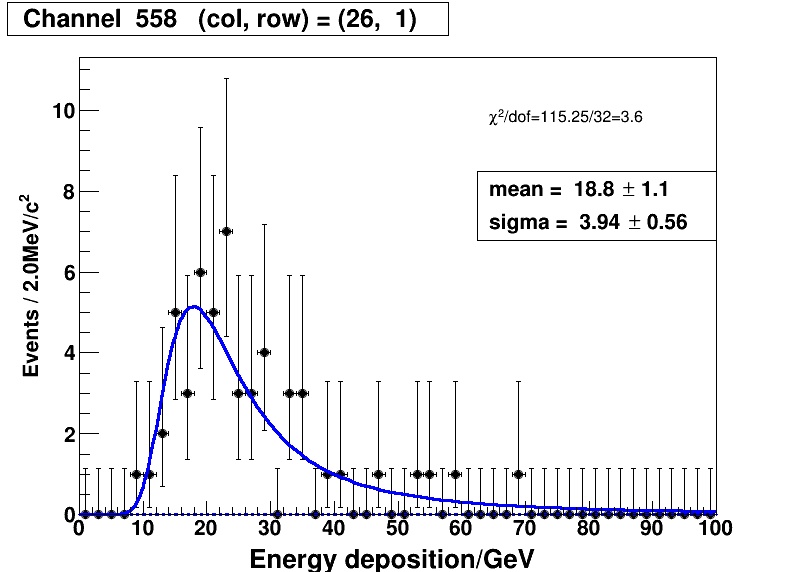 Channel 558 (col, row) = (26, 1)
χ²/dof=115.25/32=3.6
mean = 18.8 ± 1.1
sigma = 3.94 ± 0.56
Events / 2.0MeV/c²
10
8
6
4
2
0
0 10 20 30 40 50 60 70 80 90 100
Energy deposition/GeV